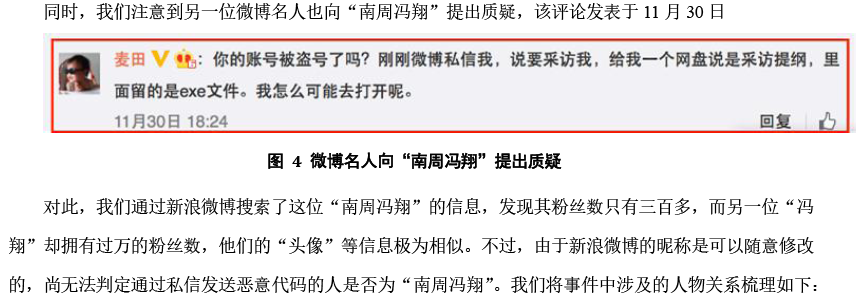 同时，我们注意到另一位微博名人也向“南周冯翔”提出质疑，该评论发表于 11 月 30 日
麦田：你的账号被盗号了吗？刚刚微博私信我，说要采访我，给我一个网盘说是采访提纲，里
面留的是exe文件。我怎么可能去打开呢。
11月30日 18:24
回复
图 4 微博名人向“南周冯翔”提出质疑
对此，我们通过新浪微博搜索了这位“南周冯翔”的信息，发现其粉丝数只有三百多，而另一位“冯
翔”却拥有过万的粉丝数，他们的“头像”等信息极为相似。不过，由于新浪微博的昵称是可以随意修改
的，尚无法判定通过私信发送恶意代码的人是否为“南周冯翔”。我们将事件中涉及的人物关系梳理如下：